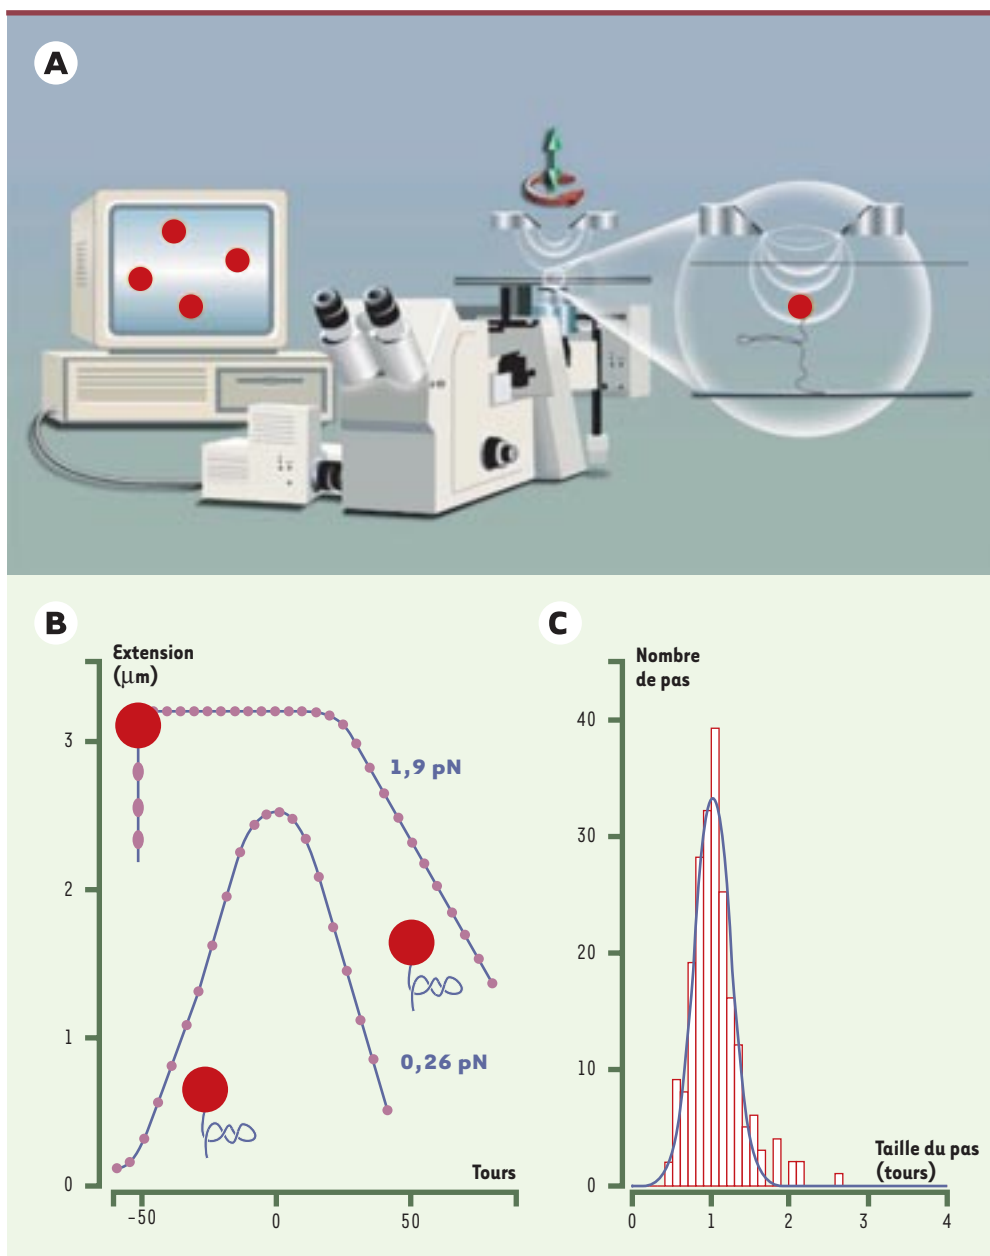 A
B
Extension
(μm)
3
2
1
0
1,9 pN
0,26 pN
Tours
-50
0
50
C
Nombre
de pas
40
30
20
10
0
Taille du pas
(tours)
0
1
2
3
4